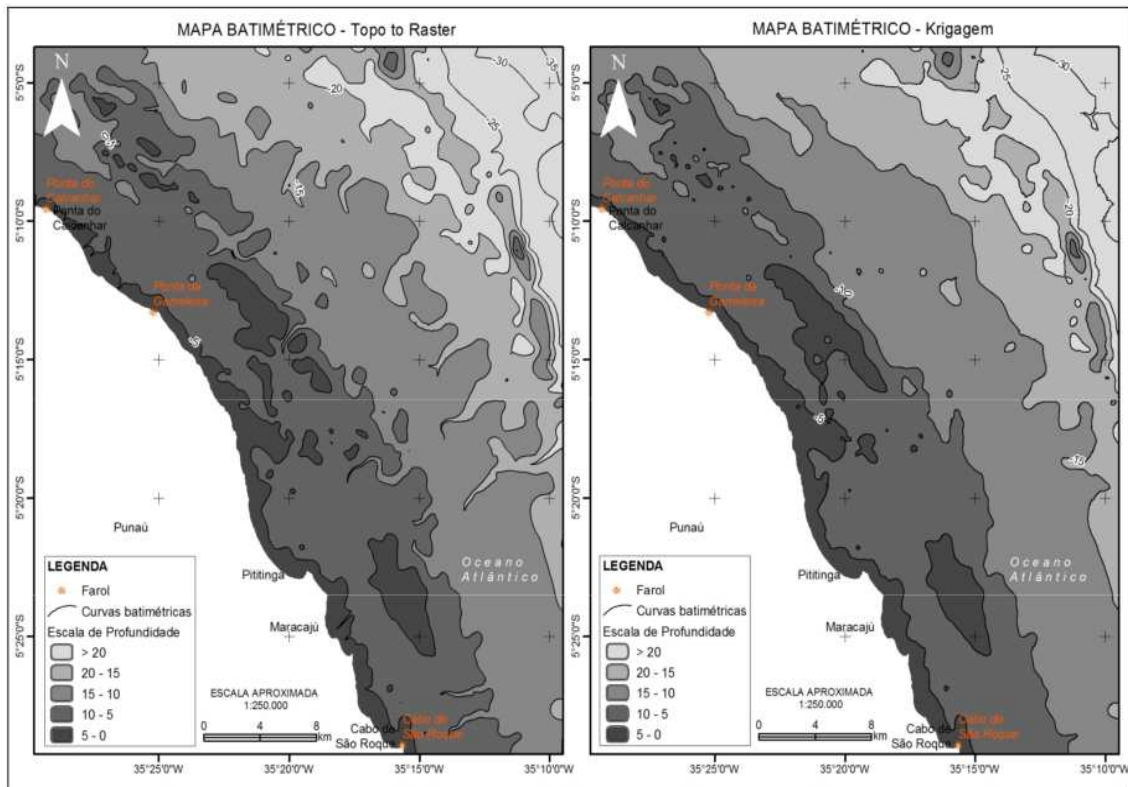 MAPA BATIMÉTRICO - Topo to Raster
N
5°5'0"S
5°10'0"S
5°15'0"S
5°20'0"S
5°25'0"S
-20
-30
-35
-25
-15
-5
Ponta do
Calcanhar
Ponta do
Calcanhar
Ponta da
Gameleira
Punaú
Pititinga
Maracajú
Oceano
Atlântico
Cabo de
São Roque
Cabo de
São Roque
LEGENDA
Farol
Curvas batimétricas
Escala de Profundidade
> 20
20 - 15
15 - 10
10 - 5
5 - 0
ESCALA APROXIMADA
1:250.000
0 4 8
km
35°25'0"W
35°20'0"W
35°15'0"W
35°10'0"W
MAPA BATIMÉTRICO - Krigagem
N
5°5'0"S
5°10'0"S
5°15'0"S
5°20'0"S
5°25'0"S
-25
-30
-35
-20
-10
-5
-15
Ponta do
Calcanhar
Ponta do
Calcanhar
Ponta da
Gameleira
Punaú
Pititinga
Maracajú
Oceano
Atlântico
Cabo de
São Roque
Cabo de
São Roque
LEGENDA
Farol
Curvas batimétricas
Escala de Profundidade
> 20
20 - 15
15 - 10
10 - 5
5 - 0
ESCALA APROXIMADA
1:250.000
0 4 8
km
35°25'0"W
35°20'0"W
35°15'0"W
35°10'0"W